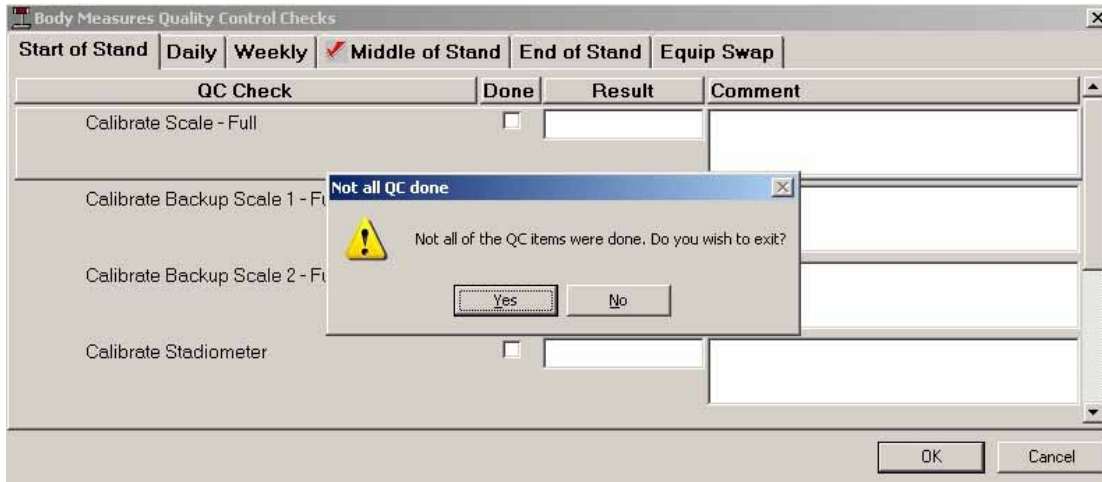 Body Measures Quality Control Checks
Start of Stand Daily Weekly Middle of Stand End of Stand Equip Swap
QC Check Done Result Comment
Calibrate Scale - Full
Not all QC done
Calibrate Backup Scale 1 - Fu
Not all of the QC items were done. Do you wish to exit?
Calibrate Backup Scale 2 - Fu
Yes No
Calibrate Stadiometer
OK Cancel